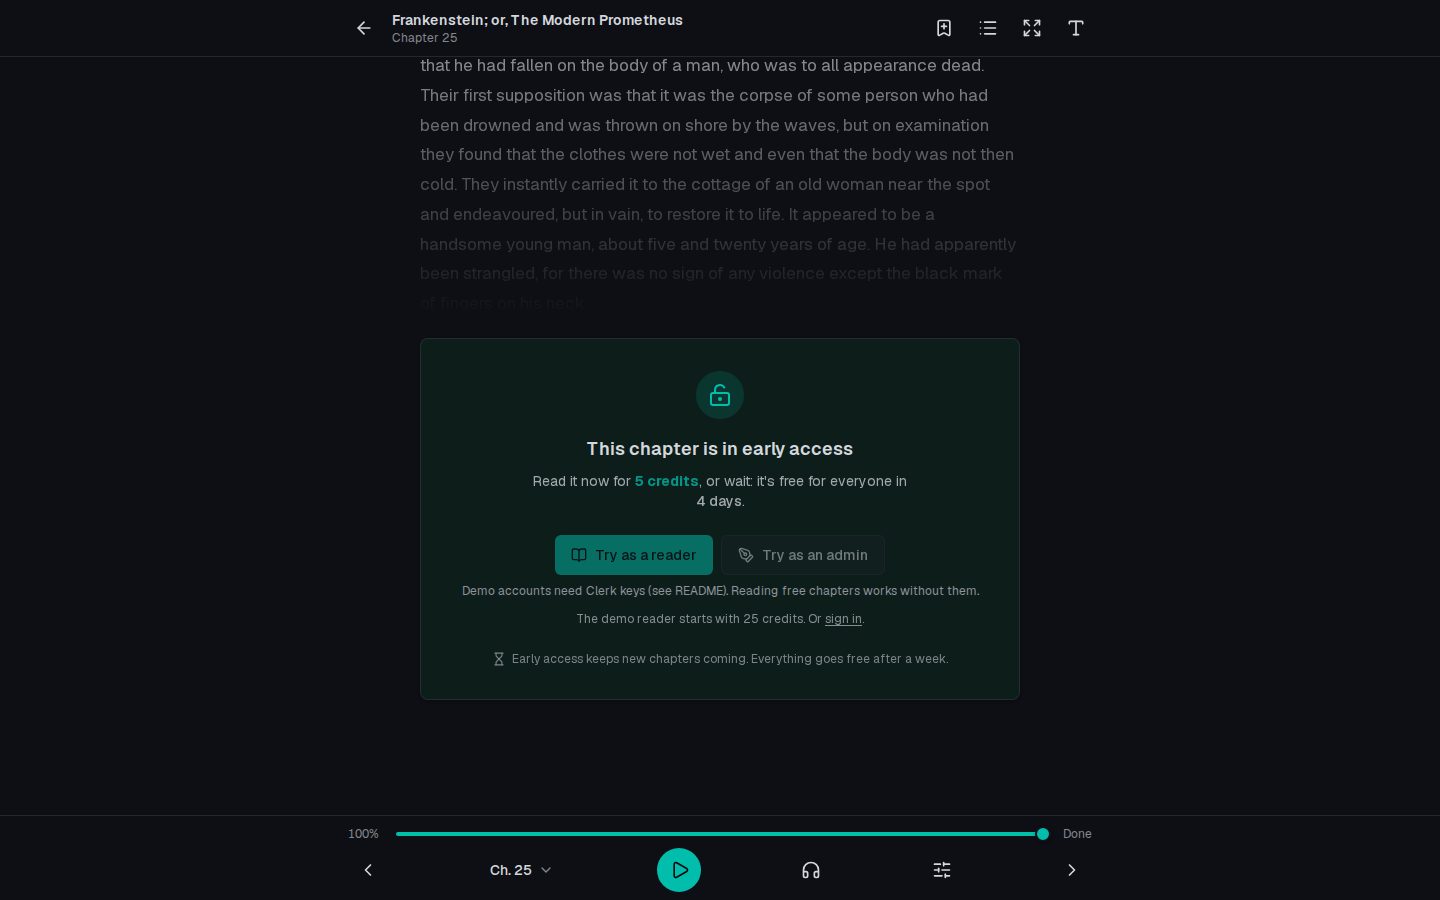 Frankenstein; or, The Modern Prometheus
Chapter 25
that he had fallen on the body of a man, who was to all appearance dead.
Their first supposition was that it was the corpse of some person who had
been drowned and was thrown on shore by the waves, but on examination
they found that the clothes were not wet and even that the body was not then
cold. They instantly carried it to the cottage of an old woman near the spot
and endeavoured, but in vain, to restore it to life. It appeared to be a
handsome young man, about five and twenty years of age. He had apparently
been strangled, for there was no sign of any violence except the black mark
of fingers on his neck.
This chapter is in early access
Read it now for 5 credits, or wait: it's free for everyone in
4 days.
Try as a reader
Try as an admin
Demo accounts need Clerk keys (see README). Reading free chapters works without them.
The demo reader starts with 25 credits. Or sign in.
Early access keeps new chapters coming. Everything goes free after a week.
100%
Done
Ch. 25